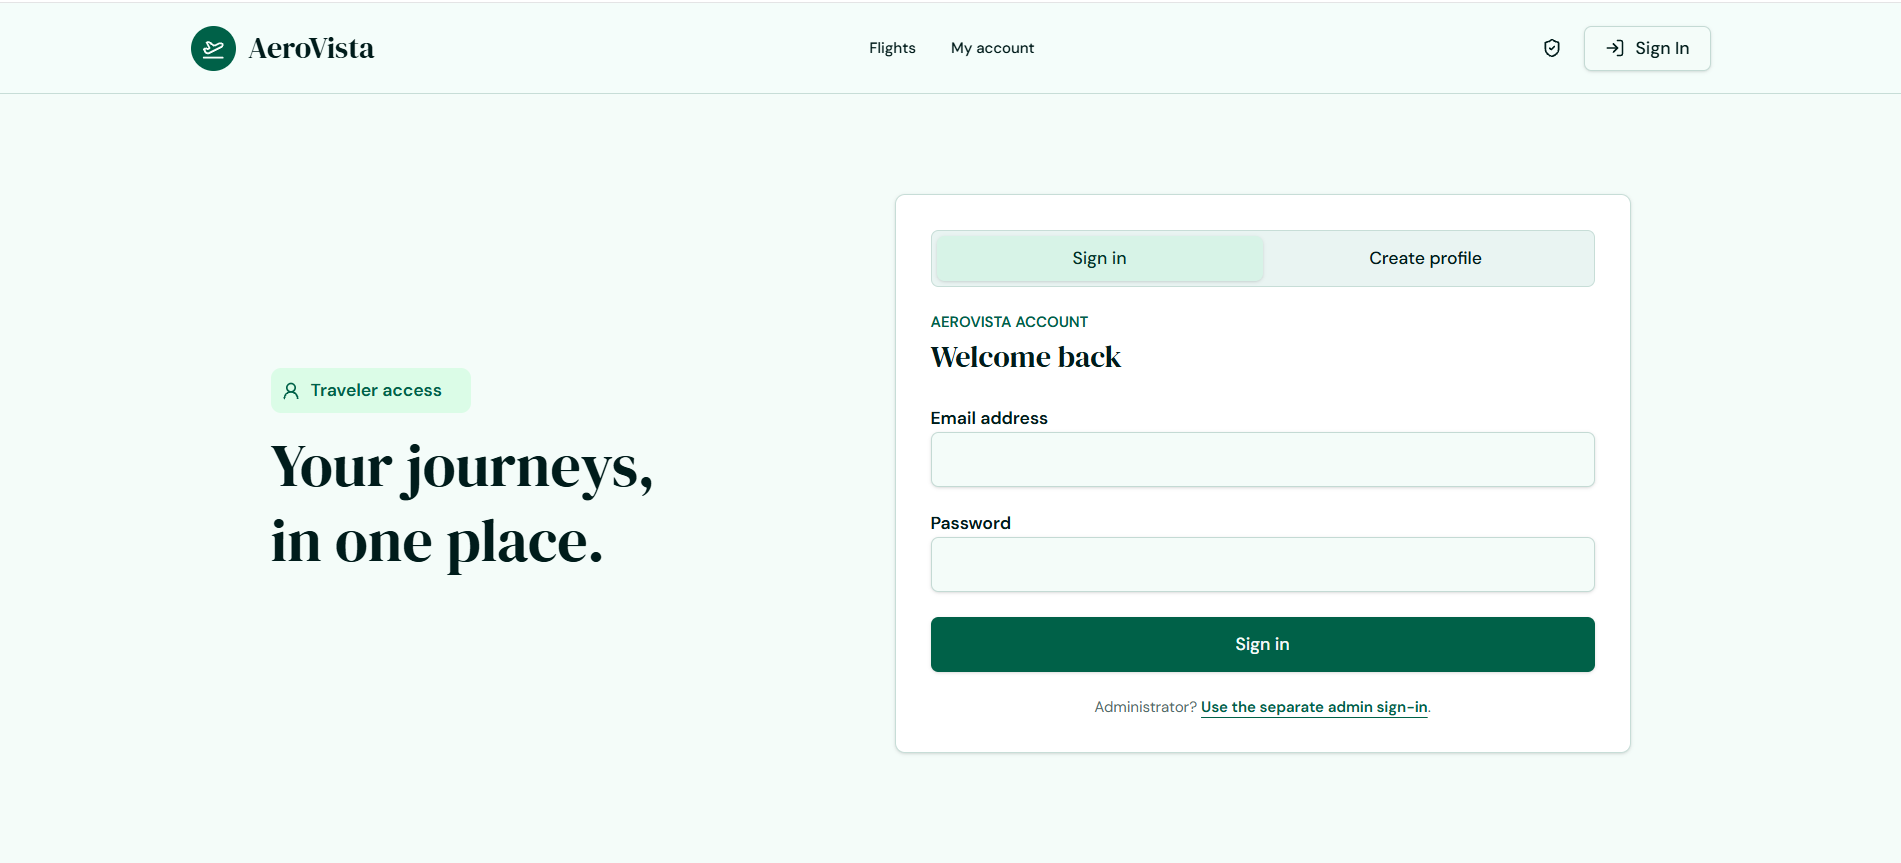 AeroVista
Flights
My account
Sign In
Traveler access
Your journeys,
in one place.
Sign in
Create profile
AEROVISTA ACCOUNT
Welcome back
Email address
Password
Sign in
Administrator? Use the separate admin sign-in.